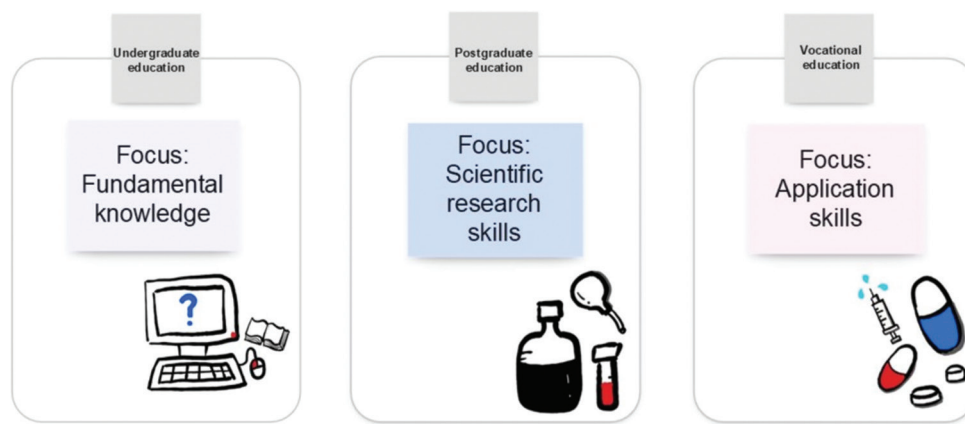 Undergraduate
education
Focus:
Fundamental
knowledge
?
Postgraduate
education
Focus:
Scientific
research
skills
Vocational
education
Focus:
Application
skills